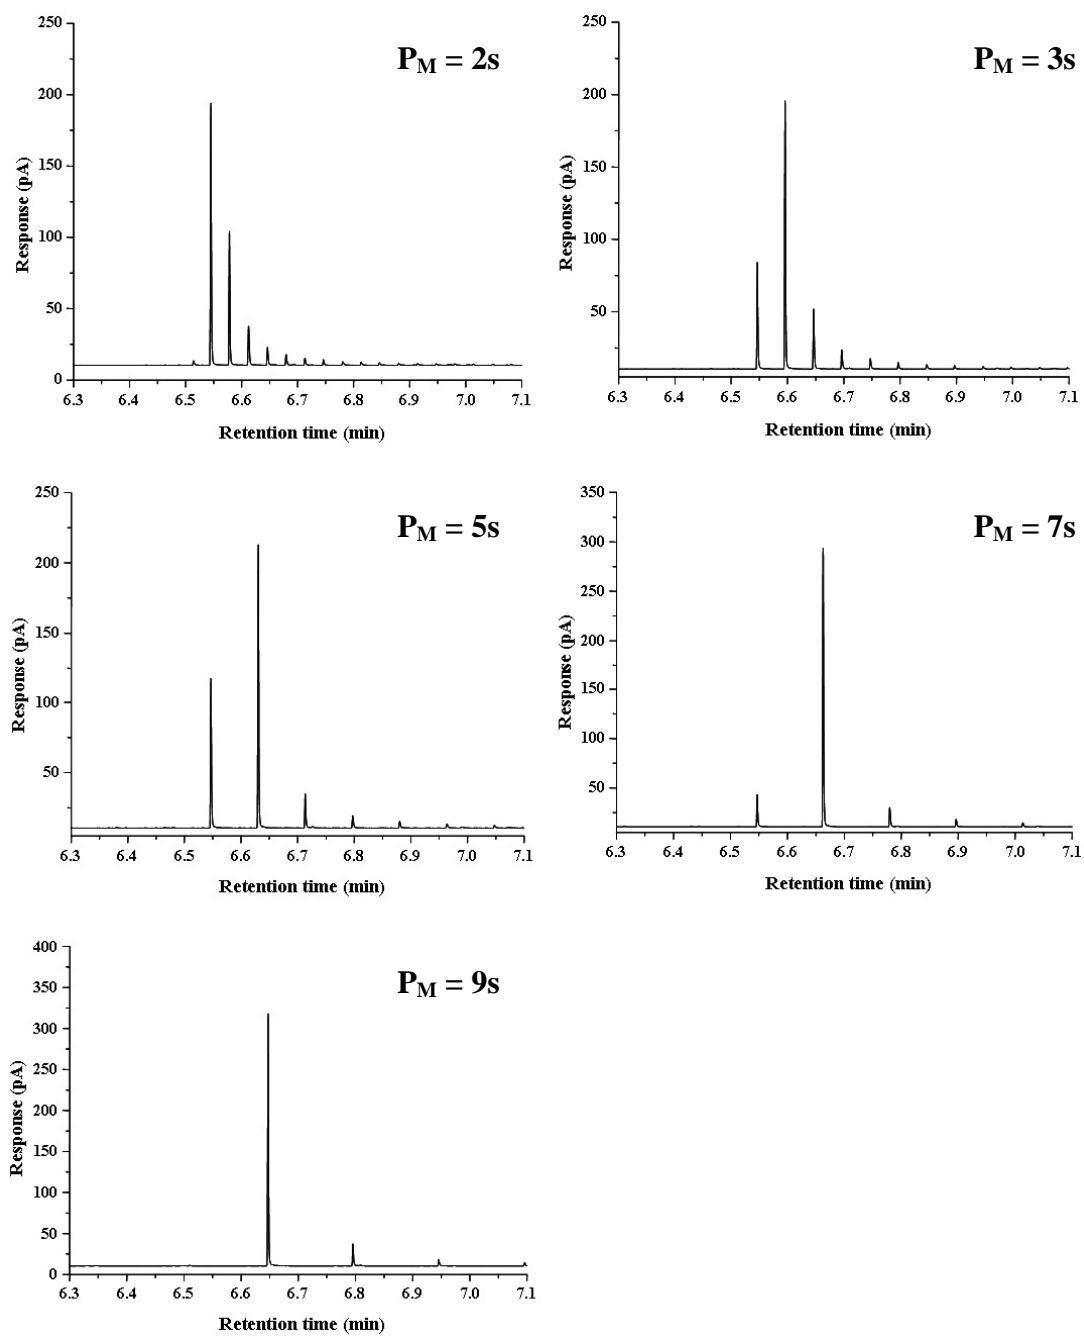 P_M = 2s
Response (pA)
250
200
150
100
50
0
6.3 6.4 6.5 6.6 6.7 6.8 6.9 7.0 7.1
Retention time (min)
P_M = 3s
Response (pA)
250
200
150
100
50
6.3 6.4 6.5 6.6 6.7 6.8 6.9 7.0 7.1
Retention time (min)
P_M = 5s
Response (pA)
250
200
150
100
50
6.3 6.4 6.5 6.6 6.7 6.8 6.9 7.0 7.1
Retention time (min)
P_M = 7s
Response (pA)
350
300
250
200
150
100
50
6.3 6.4 6.5 6.6 6.7 6.8 6.9 7.0 7.1
Retention time (min)
P_M = 9s
Response (pA)
400
350
300
250
200
150
100
50
0
6.3 6.4 6.5 6.6 6.7 6.8 6.9 7.0 7.1
Retention time (min)